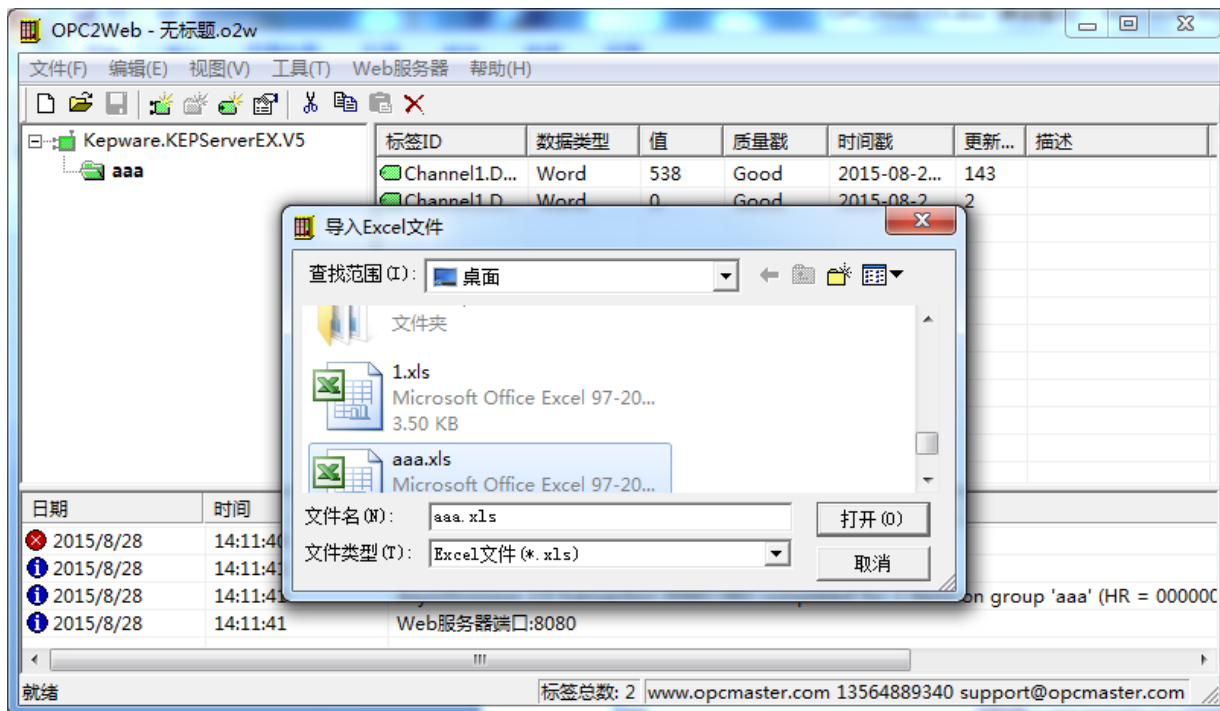 OPC2Web - 无标题.o2w
文件(F) 编辑(E) 视图(V) 工具(T) Web服务器 帮助(H)
Kepware.KEPServerEX.V5
aaa
标签ID 数据类型 值 质量戳 时间戳 更新... 描述
Channel1.D... Word 538 Good 2015-08-2... 143
Channel1.D... Word 0 Good 2015-08-2... 2
导入Excel文件
查找范围(I): 桌面
文件夹
1.xls
Microsoft Office Excel 97-20...
3.50 KB
aaa.xls
Microsoft Office Excel 97-20...
文件名(N): aaa.xls 打开(O)
文件类型(T): Excel文件(*.xls) 取消
日期 时间
2015/8/28 14:11:40
2015/8/28 14:11:41
2015/8/28 14:11:41 on group 'aaa' (HR = 000000
2015/8/28 14:11:41 Web服务器端口:8080
就绪 标签总数: 2 www.opcmaster.com 13564889340 support@opcmaster.com